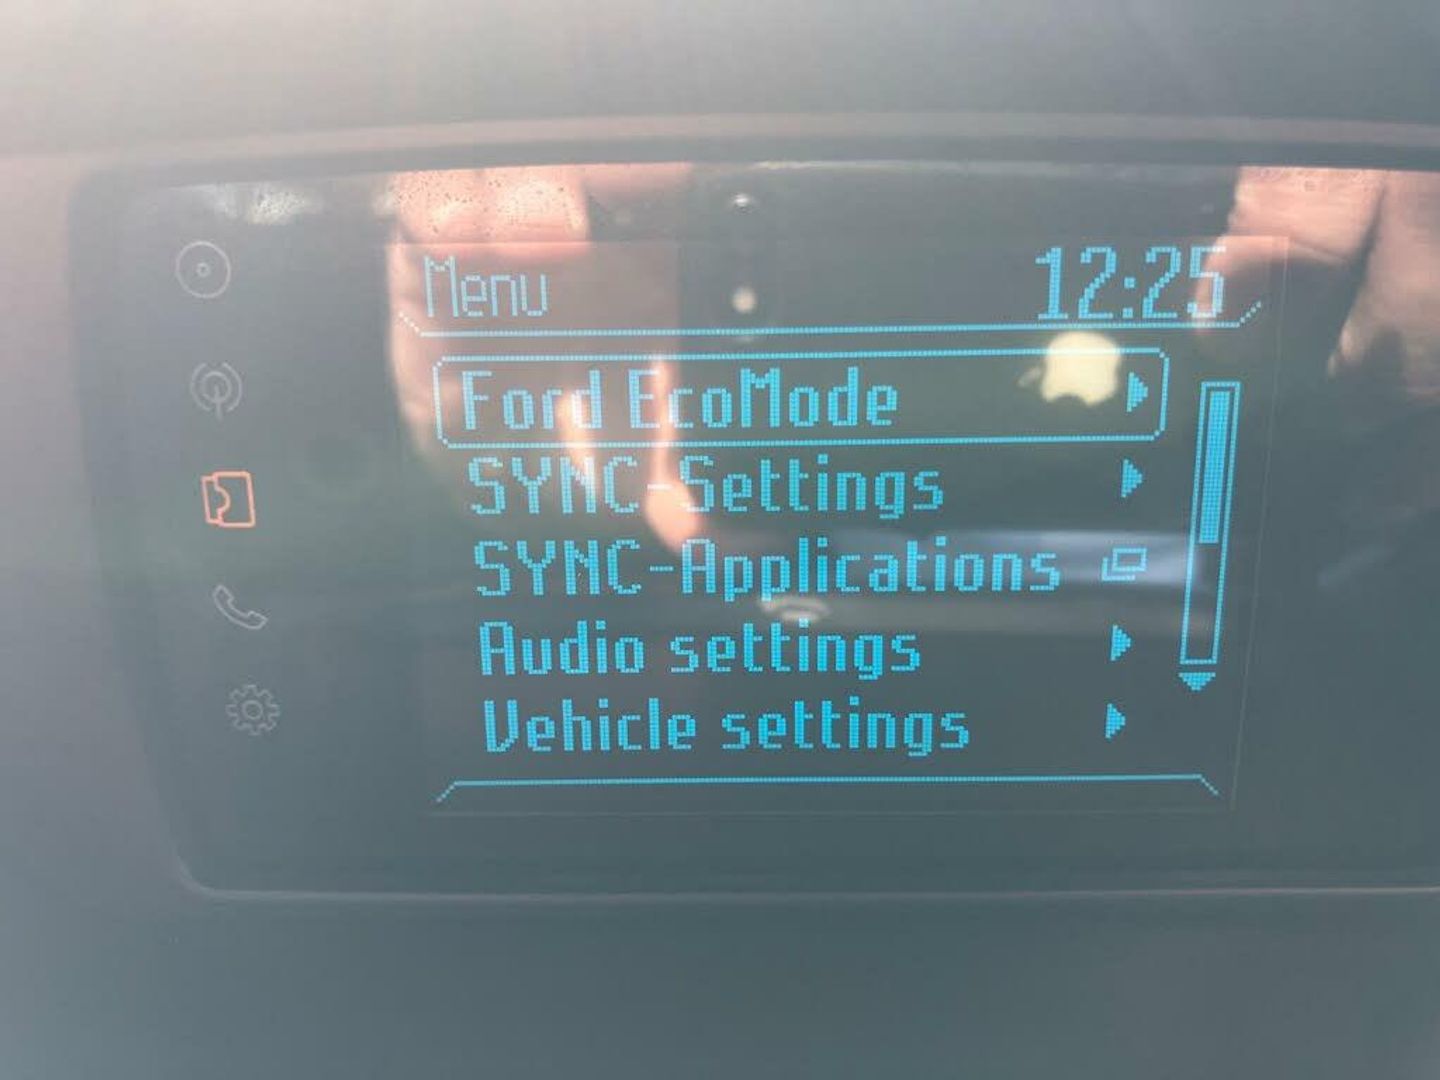 Menu 12:25
Ford EcoMode
SYNC-Settings
SYNC-Applications
Audio settings
Vehicle settings